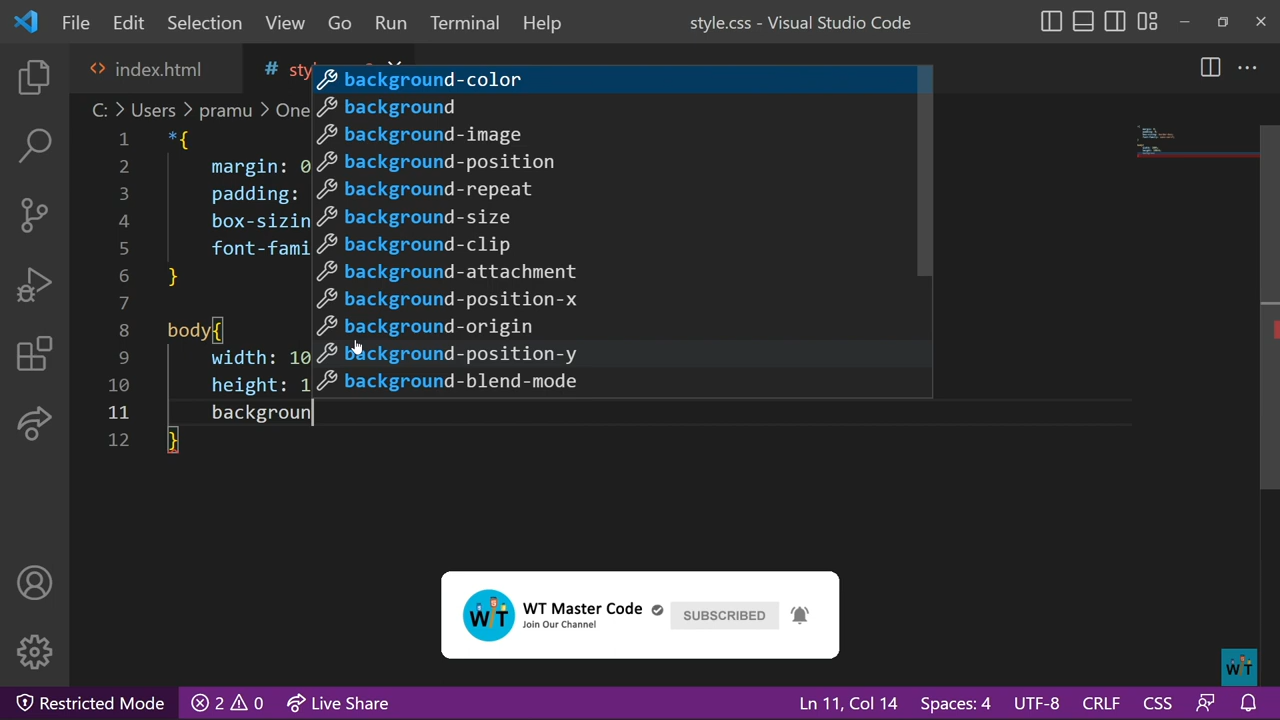 File Edit Selection View Go Run Terminal Help style.css - Visual Studio Code
index.html # sty
C: > Users > pramu > One
1 *{
2 margin: 0
3 padding:
4 box-sizin
5 font-fami
6 }
7
8 body{
9 width: 10
10 height: 1
11 backgroun
12 }
background-color
background
background-image
background-position
background-repeat
background-size
background-clip
background-attachment
background-position-x
background-origin
background-position-y
background-blend-mode
WT WT Master Code SUBSCRIBED
Join Our Channel
WT
Restricted Mode 2 0 Live Share Ln 11, Col 14 Spaces: 4 UTF-8 CRLF CSS